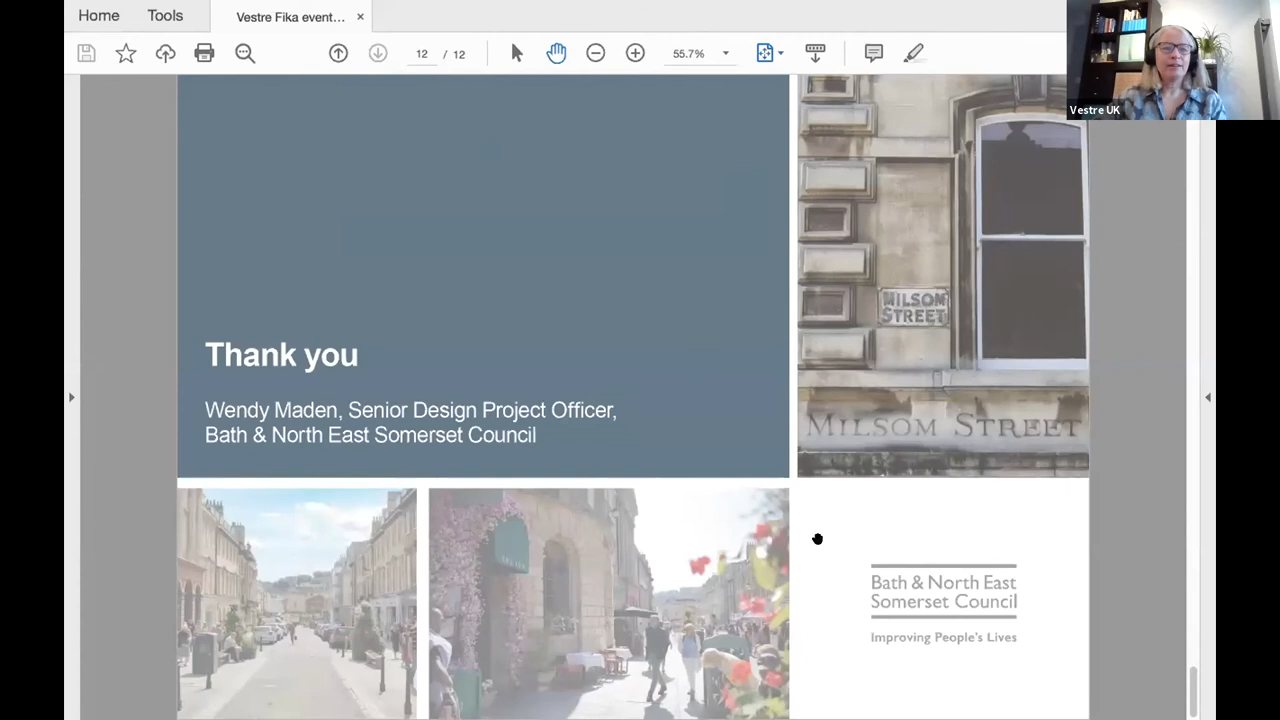 Home
Tools
Vestre Fika event...
12 / 12
55.7%
Vestre UK
MILSOM
STREET
MILSOM STREET
Thank you
Wendy Maden, Senior Design Project Officer,
Bath & North East Somerset Council
Bath & North East
Somerset Council
Improving People's Lives